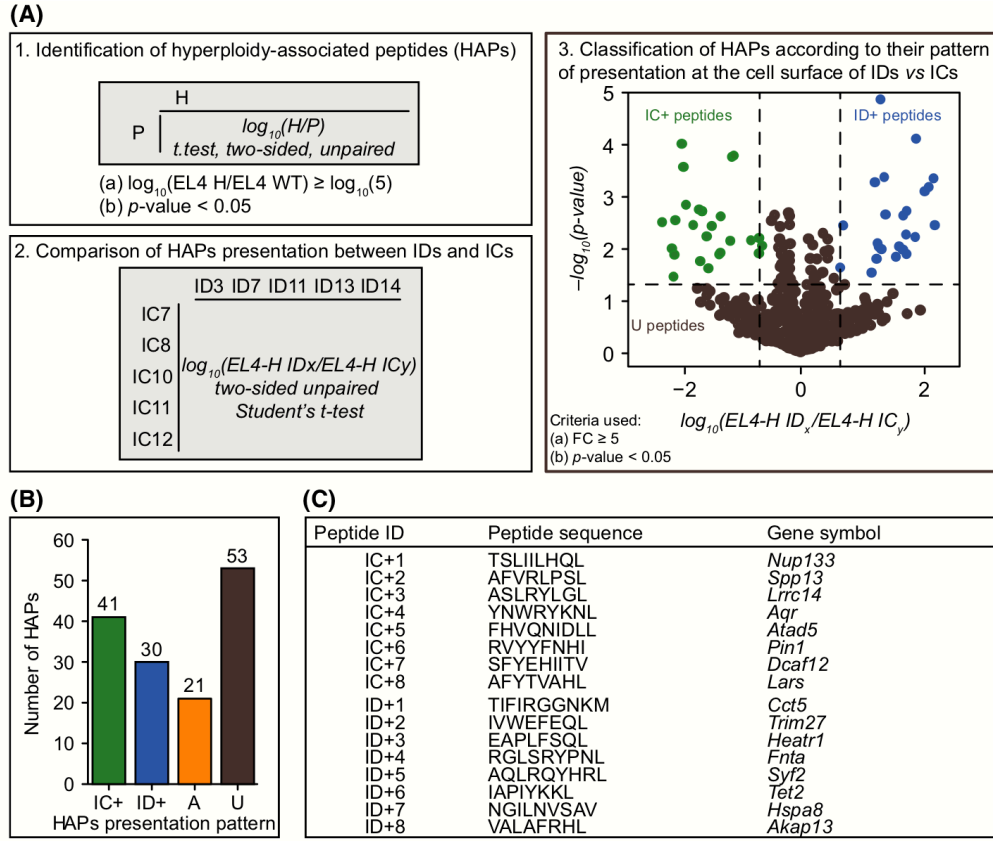 (A)
1. Identification of hyperploidy-associated peptides (HAPs)
H
P
log10(H/P)
t.test, two-sided, unpaired
(a) log10(EL4 H/EL4 WT) ≥ log10(5)
(b) p-value < 0.05
2. Comparison of HAPs presentation between IDs and ICs
ID3 ID7 ID11 ID13 ID14
IC7
IC8
IC10
IC11
IC12
log10(EL4-H IDx/EL4-H ICy)
two-sided unpaired
Student's t-test
3. Classification of HAPs according to their pattern
of presentation at the cell surface of IDs vs ICs
5
4
3
2
1
0
−log10(p-value)
IC+ peptides
ID+ peptides
U peptides
−2
0
2
log10(EL4-H IDx/EL4-H ICy)
Criteria used:
(a) FC ≥ 5
(b) p-value < 0.05
(B)
60
50
40
30
20
10
0
Number of HAPs
41
30
21
53
IC+ ID+ A U
HAPs presentation pattern
(C)
Peptide ID Peptide sequence Gene symbol
IC+1 TSLIILHQL Nup133
IC+2 AFVRLPSL Spp13
IC+3 ASLRYLGL Lrrc14
IC+4 YNWRYKNL Aqr
IC+5 FHVQNIDLL Atad5
IC+6 RVYYFNHI Pin1
IC+7 SFYEHIITV Dcaf12
IC+8 AFYTVAHL Lars
ID+1 TIFIRGGNKM Cct5
ID+2 IVWEFEQL Trim27
ID+3 EAPLFSQL Heatr1
ID+4 RGLSRYPNL Fnta
ID+5 AQLRQYHRL Syf2
ID+6 IAPIYKKL Tet2
ID+7 NGILNVSAV Hspa8
ID+8 VALAFRHL Akap13